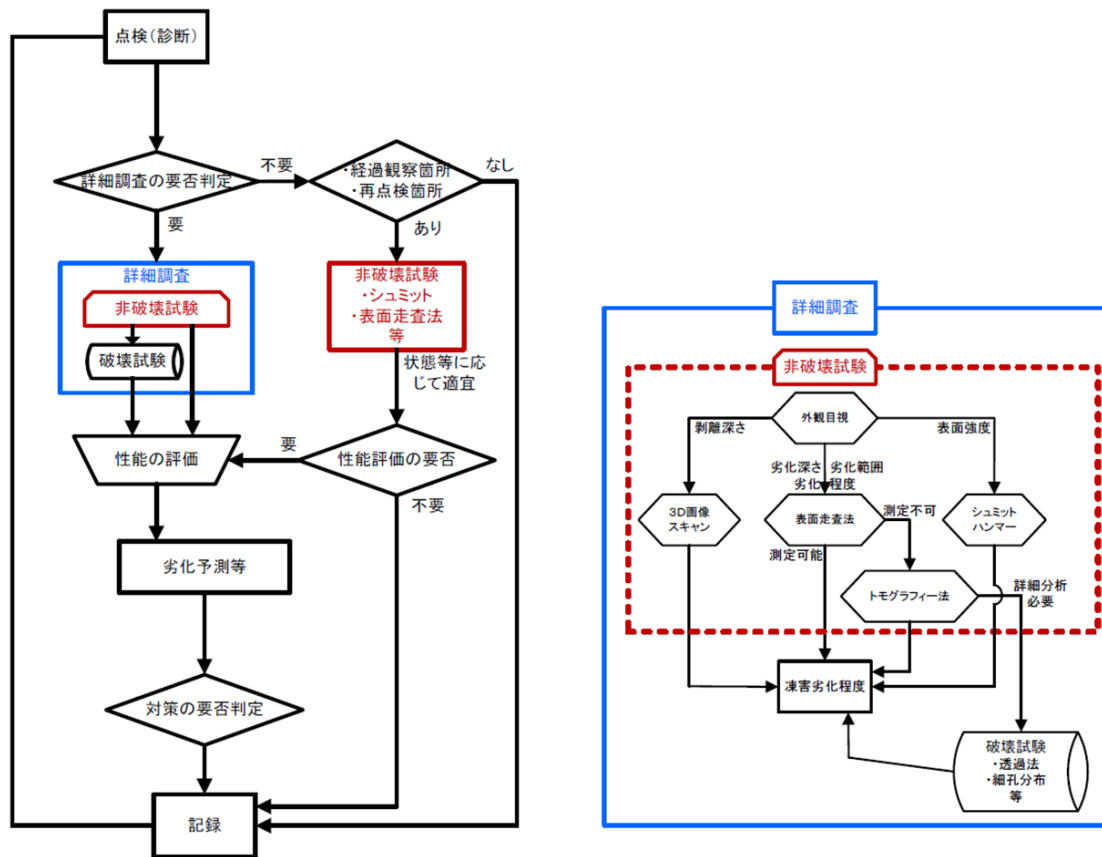 点検(診断)
詳細調査の要否判定
不要
・経過観察箇所
・再点検箇所
なし
要
あり
詳細調査
非破壊試験
破壊試験
非破壊試験
・シュミット
・表面走査法
等
状態等に応
じて適宜
性能の評価
要
性能評価の要否
不要
劣化予測等
対策の要否判定
記録
詳細調査
非破壊試験
外観目視
剥離深さ
表面強度
劣化深さ 劣化範囲
劣化 程度
3D画像
スキャン
表面走査法
測定不可
シュミット
ハンマー
測定可能
トモグラフィー法
詳細分析
必要
凍害劣化程度
破壊試験
・透過法
・細孔分布
等